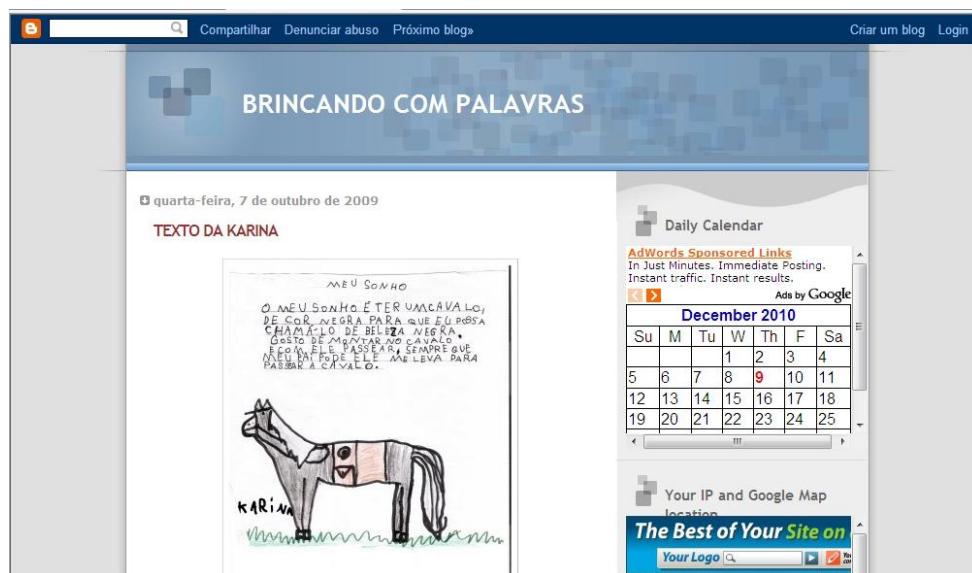 Compartilhar Denunciar abuso Próximo blog»
Criar um blog Login
BRINCANDO COM PALAVRAS
quarta-feira, 7 de outubro de 2009
TEXTO DA KARINA
MEU SONHO
O MEU SONHO É TER UM CAVALO,
DE COR NEGRA PARA QUE EU POSSA
CHAMÁ-LO DE BELEZA NEGRA.
GOSTO DE MONTAR NO CAVALO
E COM ELE PASSEAR, SEMPRE QUE
MEU PAI PODE ELE ME LEVA PARA
PASSEAR A CAVALO.
KARINA
Daily Calendar
AdWords Sponsored Links
In Just Minutes. Immediate Posting.
Instant traffic. Instant results.
Ads by Google
December 2010
Su M Tu W Th F Sa
1 2 3 4
5 6 7 8 9 10 11
12 13 14 15 16 17 18
19 20 21 22 23 24 25
Your IP and Google Map
location
The Best of Your Site on
Your Logo